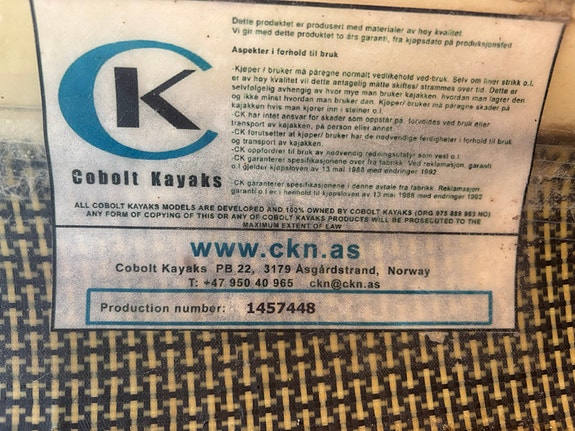 Dette produktet er produsert med materialer av høy kvalitet.
Vi gir med dette produktet to års garanti, fra kjøpsdato på produksjonsfeil
Aspekter i forhold til bruk
-Kjøper / bruker må påregne normalt vedlikehold ved-bruk. Selv om liner strikk o.l.
er av høy kvalitet vil dette antagelig måtte skiftes/ strammes over tid. Dette er
selvfølgelig avhengig av hvor mye man bruker kajakken, hvordan man lagrer den
og ikke minst hvordan man bruker den. Kjøper/ bruker må påregne skader på
kajakken hvis man kjører inn i steiner o.l.
-CK har intet ansvar for skader som oppstår på, forvoldes ved bruk eller
transport av kajakken, på person eller annet.
-CK forutsetter at kjøper/ bruker har de nødvendige ferdigheter i forhold til bruk
og transport av kajakken.
-CK oppfordrer til bruk av nødvendig redningsutstyr som vest o.l.
-CK garanterer spesifikasjonene over fra fabrikk. Ved reklamasjon, garanti
o.l gjelder kjøpsloven av 13 mai 1988 med endringer 1992
-CK garanterer spesifikasjonene i denne avtale fra fabrikk. Reklamasjon,
garanti o.l er i henhold til kjøpsloven av 13 mai 1988 med endringer 1992
CK
Cobolt Kayaks
ALL COBOLT KAYAKS MODELS ARE DEVELOPED AND 100% OWNED BY COBOLT KAYAKS (ORG 975 889 963 NO)
ANY FORM OF COPYING OF THIS OR ANY OF COBOLT KAYAKS PRODUCTS WILL BE PROSECUTED TO THE
MAXIMUM EXTENT OF LAW
www.ckn.as
Cobolt Kayaks PB 22, 3179 Åsgårdstrand, Norway
T: +47 950 40 965 ckn@ckn.as
Production number: 1457448